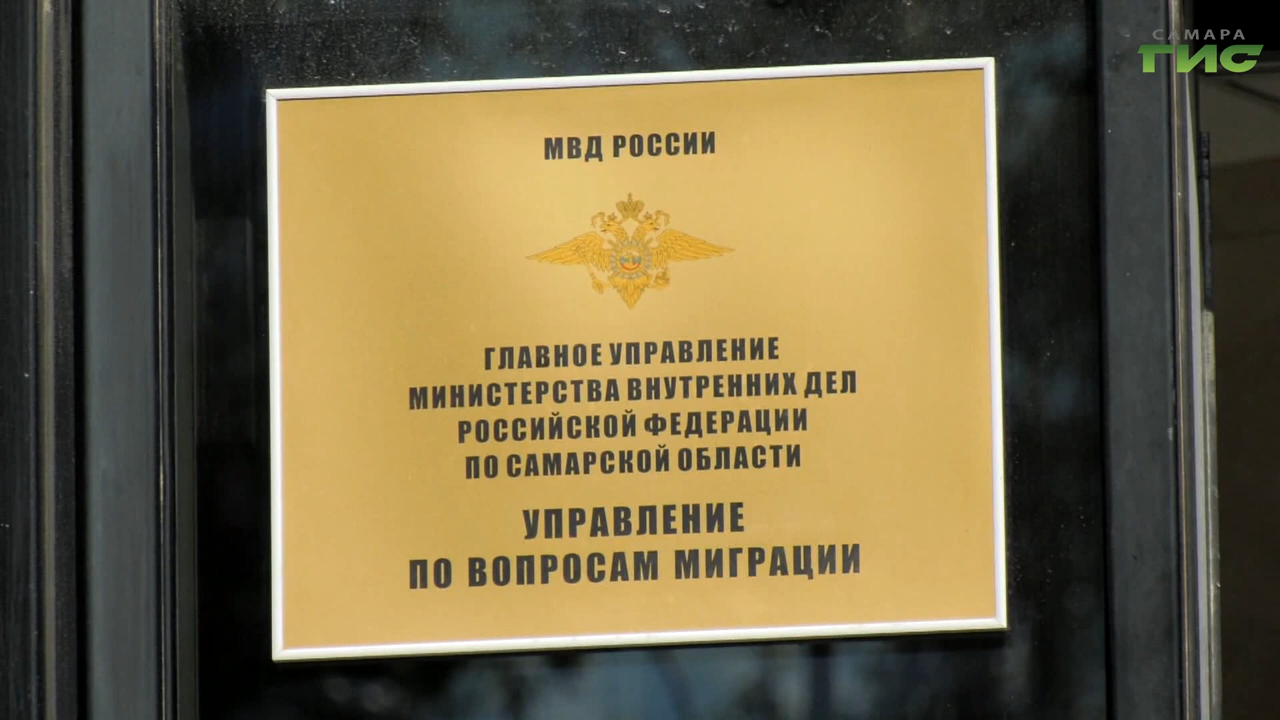 САМАРА
ГИС
МВД РОССИИ
ГЛАВНОЕ УПРАВЛЕНИЕ
МИНИСТЕРСТВА ВНУТРЕННИХ ДЕЛ
РОССИЙСКОЙ ФЕДЕРАЦИИ
ПО САМАРСКОЙ ОБЛАСТИ
УПРАВЛЕНИЕ
ПО ВОПРОСАМ МИГРАЦИИ